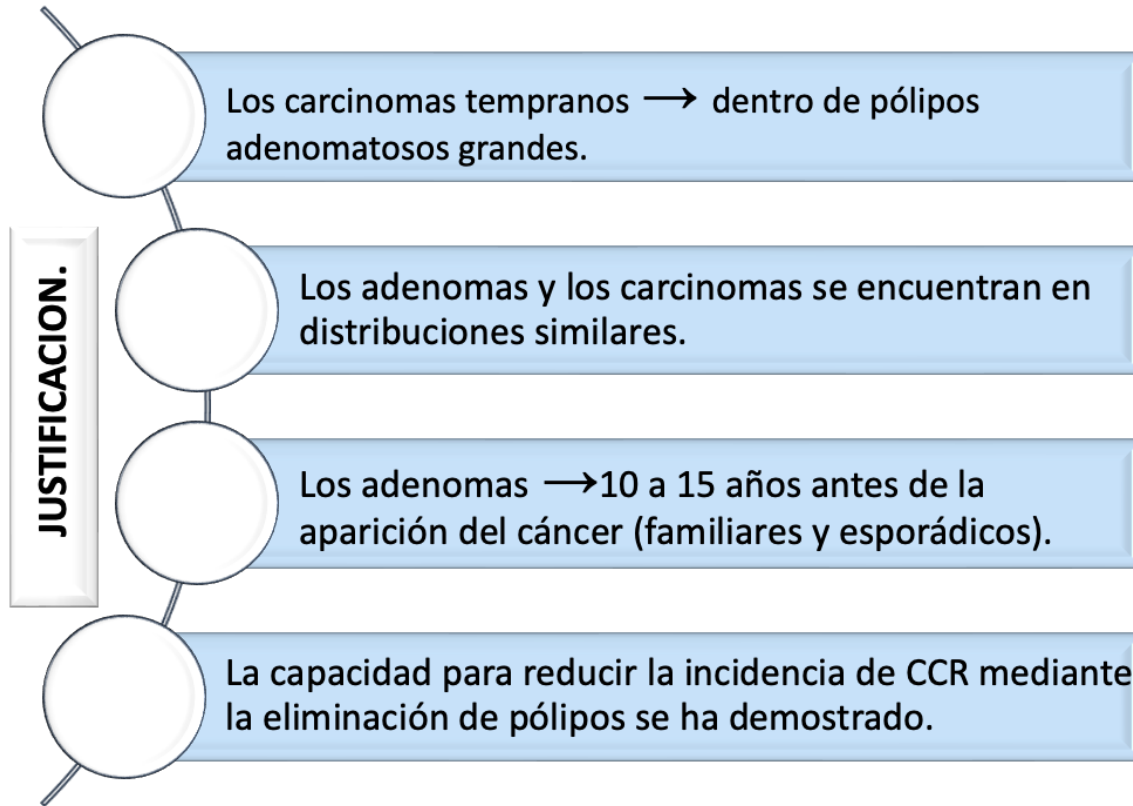 JUSTIFICACION.
Los carcinomas tempranos → dentro de pólipos
adenomatosos grandes.
Los adenomas y los carcinomas se encuentran en
distribuciones similares.
Los adenomas →10 a 15 años antes de la
aparición del cáncer (familiares y esporádicos).
La capacidad para reducir la incidencia de CCR mediante
la eliminación de pólipos se ha demostrado.